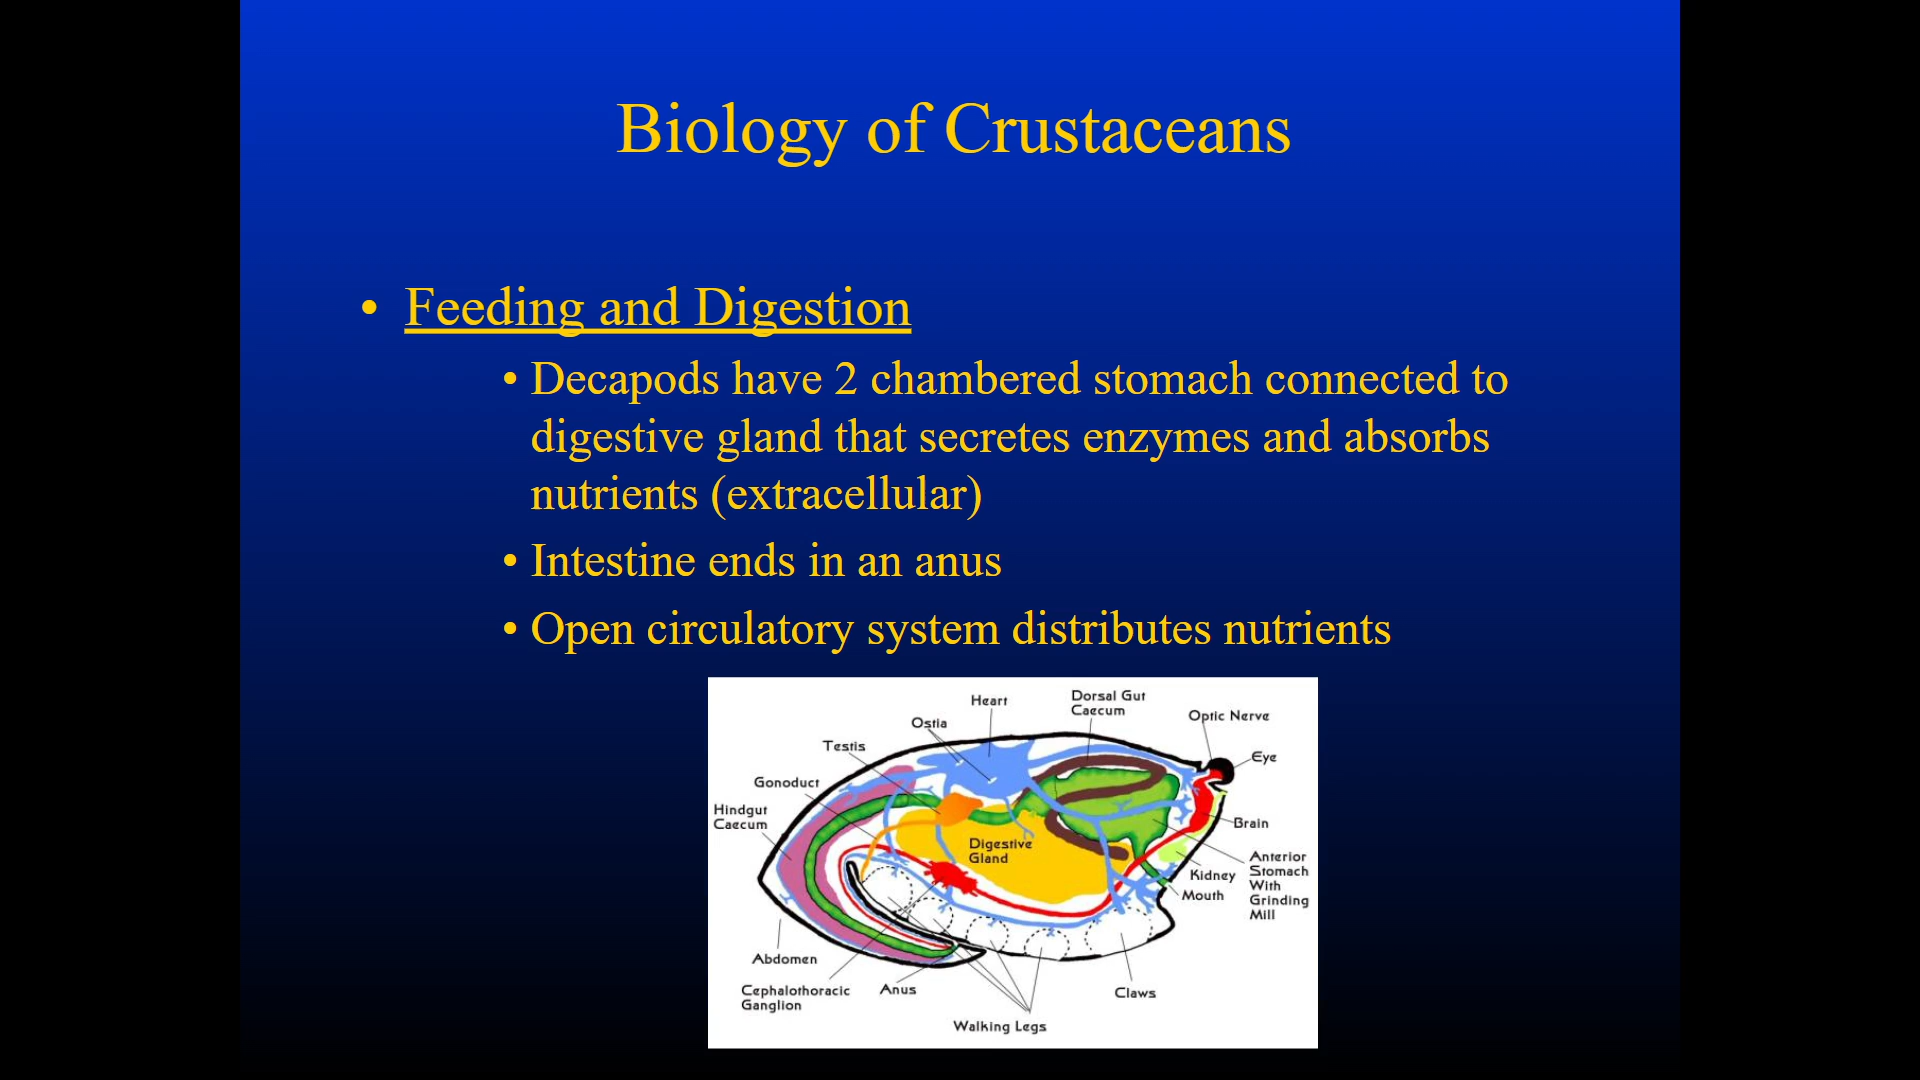 Biology of Crustaceans
• Feeding and Digestion
• Decapods have 2 chambered stomach connected to
digestive gland that secretes enzymes and absorbs
nutrients (extracellular)
• Intestine ends in an anus
• Open circulatory system distributes nutrients
Heart
Dorsal Gut
Caecum
Optic Nerve
Ostia
Testis
Eye
Gonoduct
Hindgut
Caecum
Brain
Digestive
Gland
Anterior
Stomach
With
Grinding
Mill
Kidney
Mouth
Abdomen
Cephalothoracic
Ganglion
Anus
Claws
Walking Legs